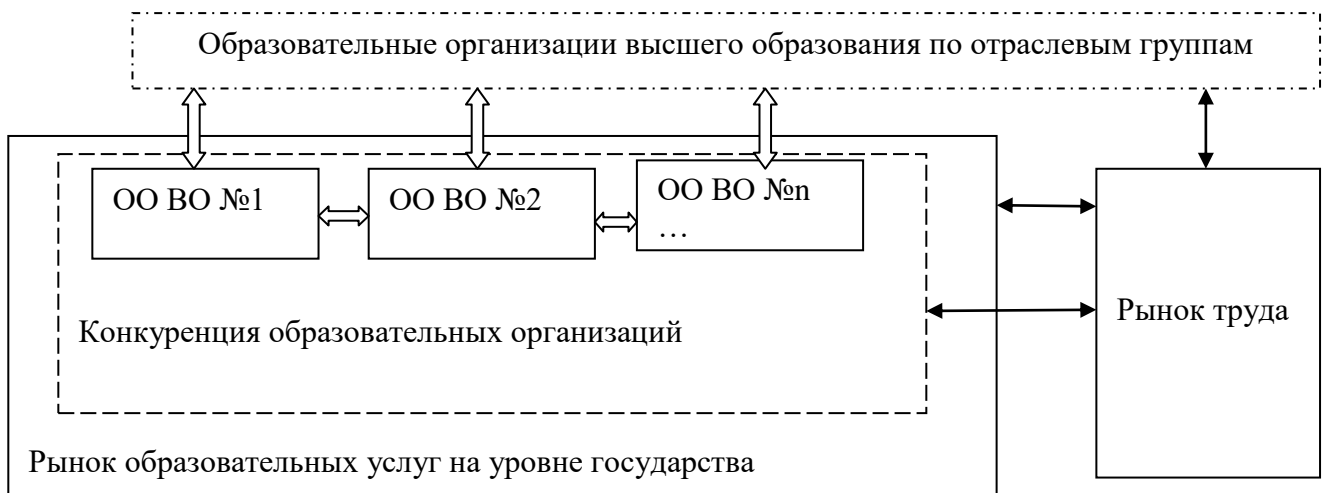 Образовательные организации высшего образования по отраслевым группам
ОО ВО №1
ОО ВО №2
ОО ВО №n
…
Рынок труда
Конкуренция образовательных организаций
Рынок образовательных услуг на уровне государства